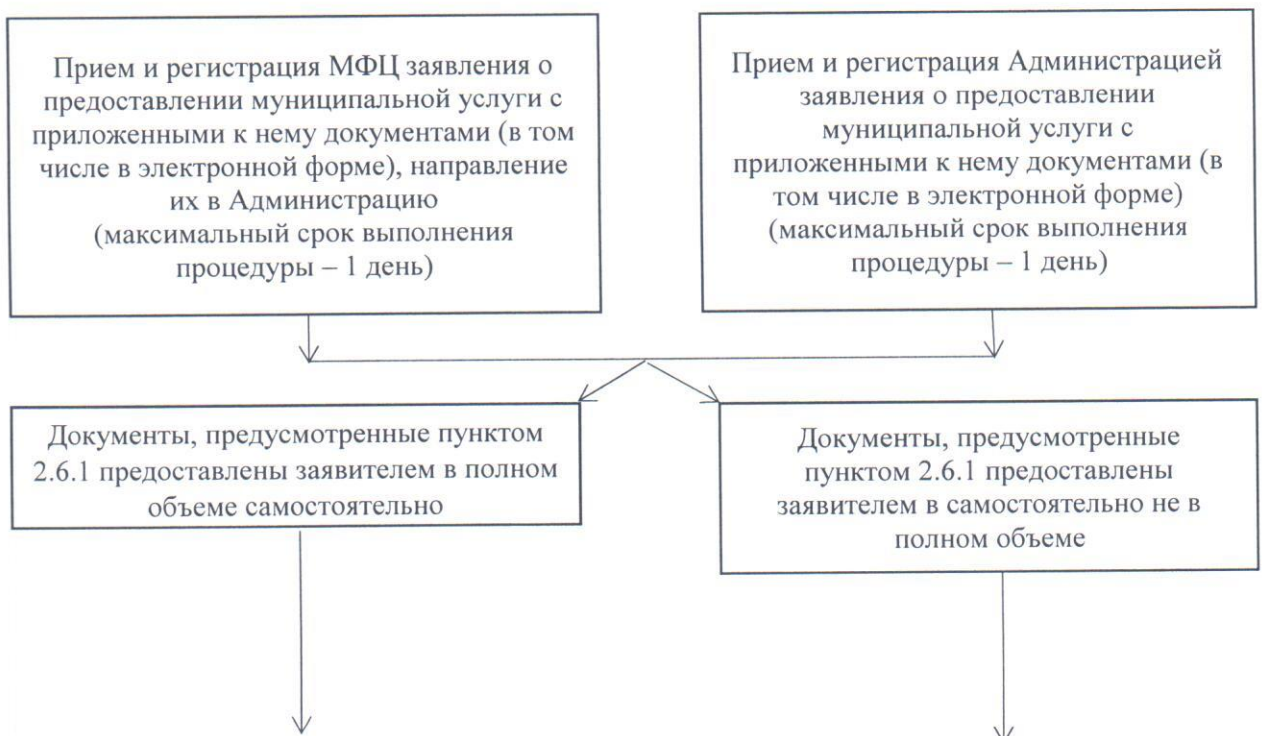 Прием и регистрация МФЦ заявления о
предоставлении муниципальной услуги с
приложенными к нему документами (в том
числе в электронной форме), направление
их в Администрацию
(максимальный срок выполнения
процедуры – 1 день)
Прием и регистрация Администрацией
заявления о предоставлении
муниципальной услуги с
приложенными к нему документами (в
том числе в электронной форме)
(максимальный срок выполнения
процедуры – 1 день)
Документы, предусмотренные пунктом
2.6.1 предоставлены заявителем в полном
объеме самостоятельно
Документы, предусмотренные
пунктом 2.6.1 предоставлены
заявителем в самостоятельно не в
полном объеме